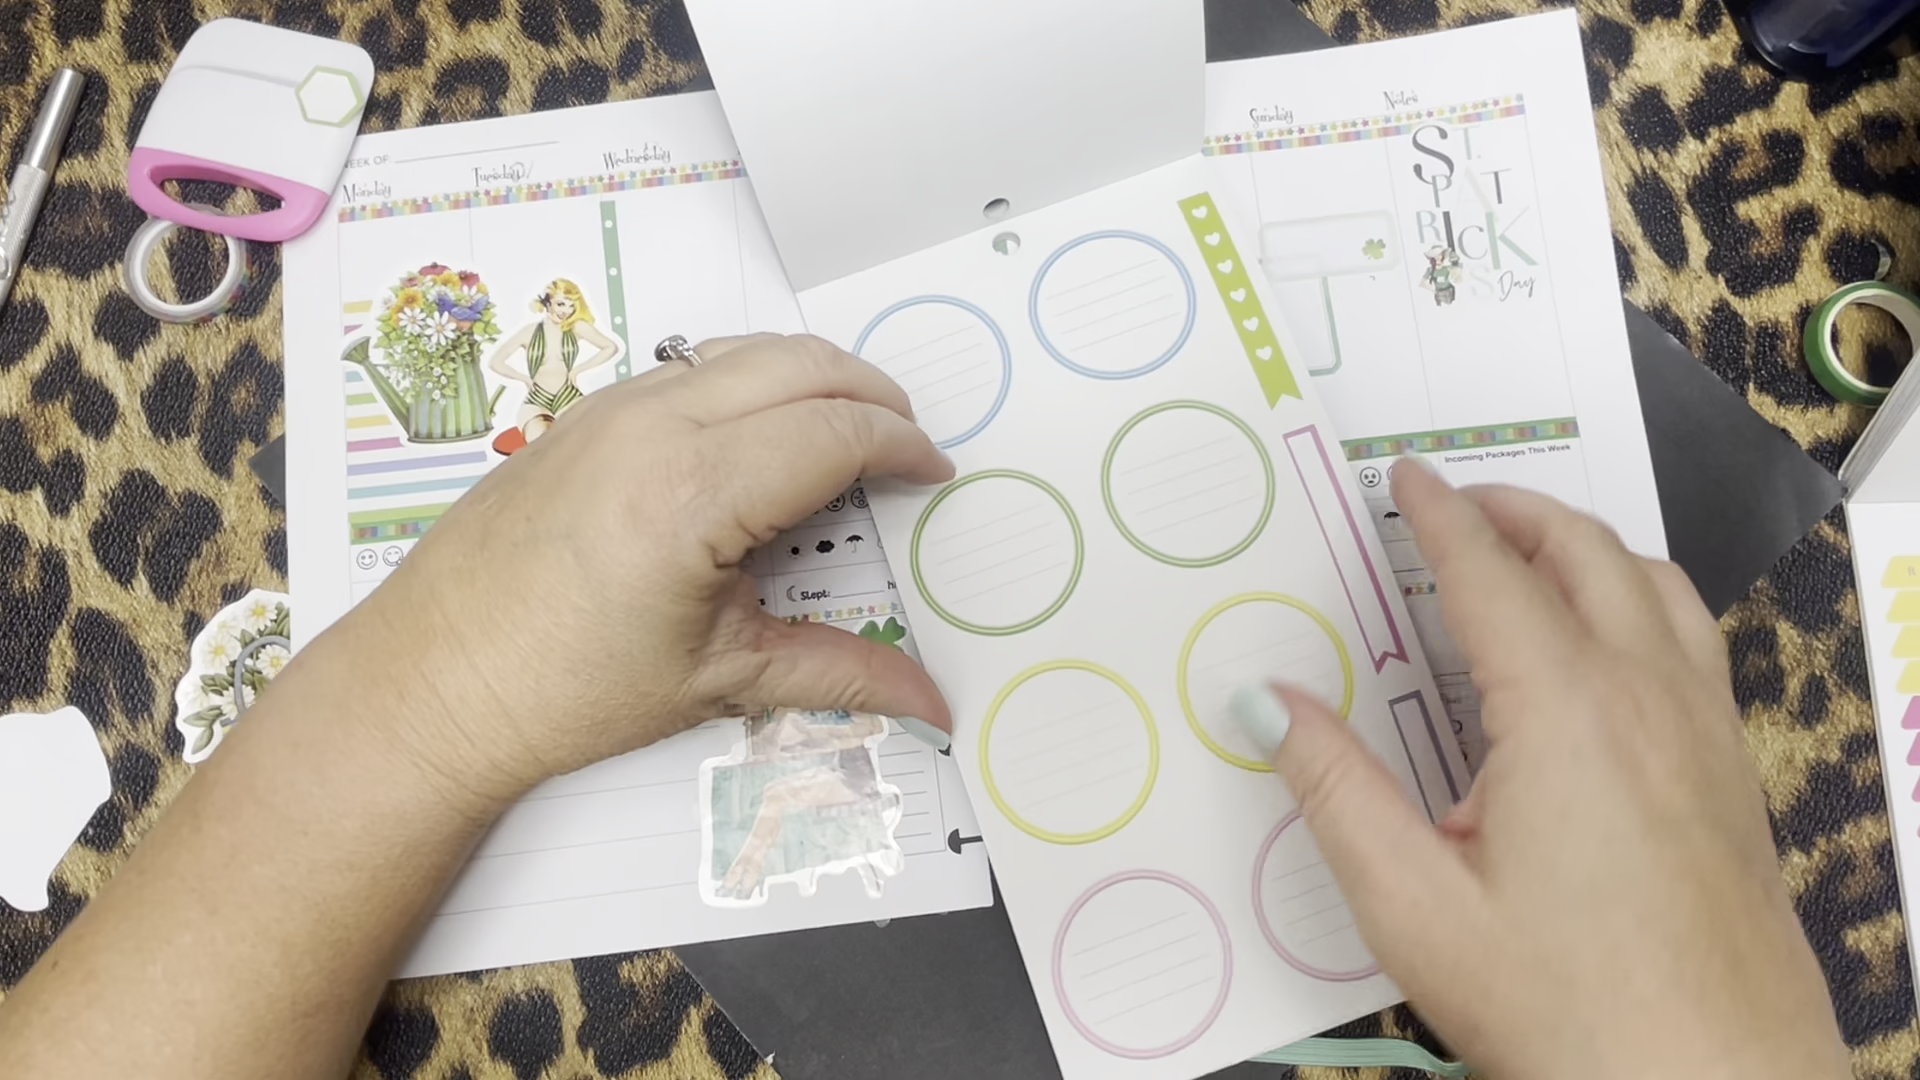 WEEK OF:
Monday
Tuesday
Wednesday
Sunday
Notes
ST.
PAT
RICK
S
Day
Incoming Packages This Week
Slept: